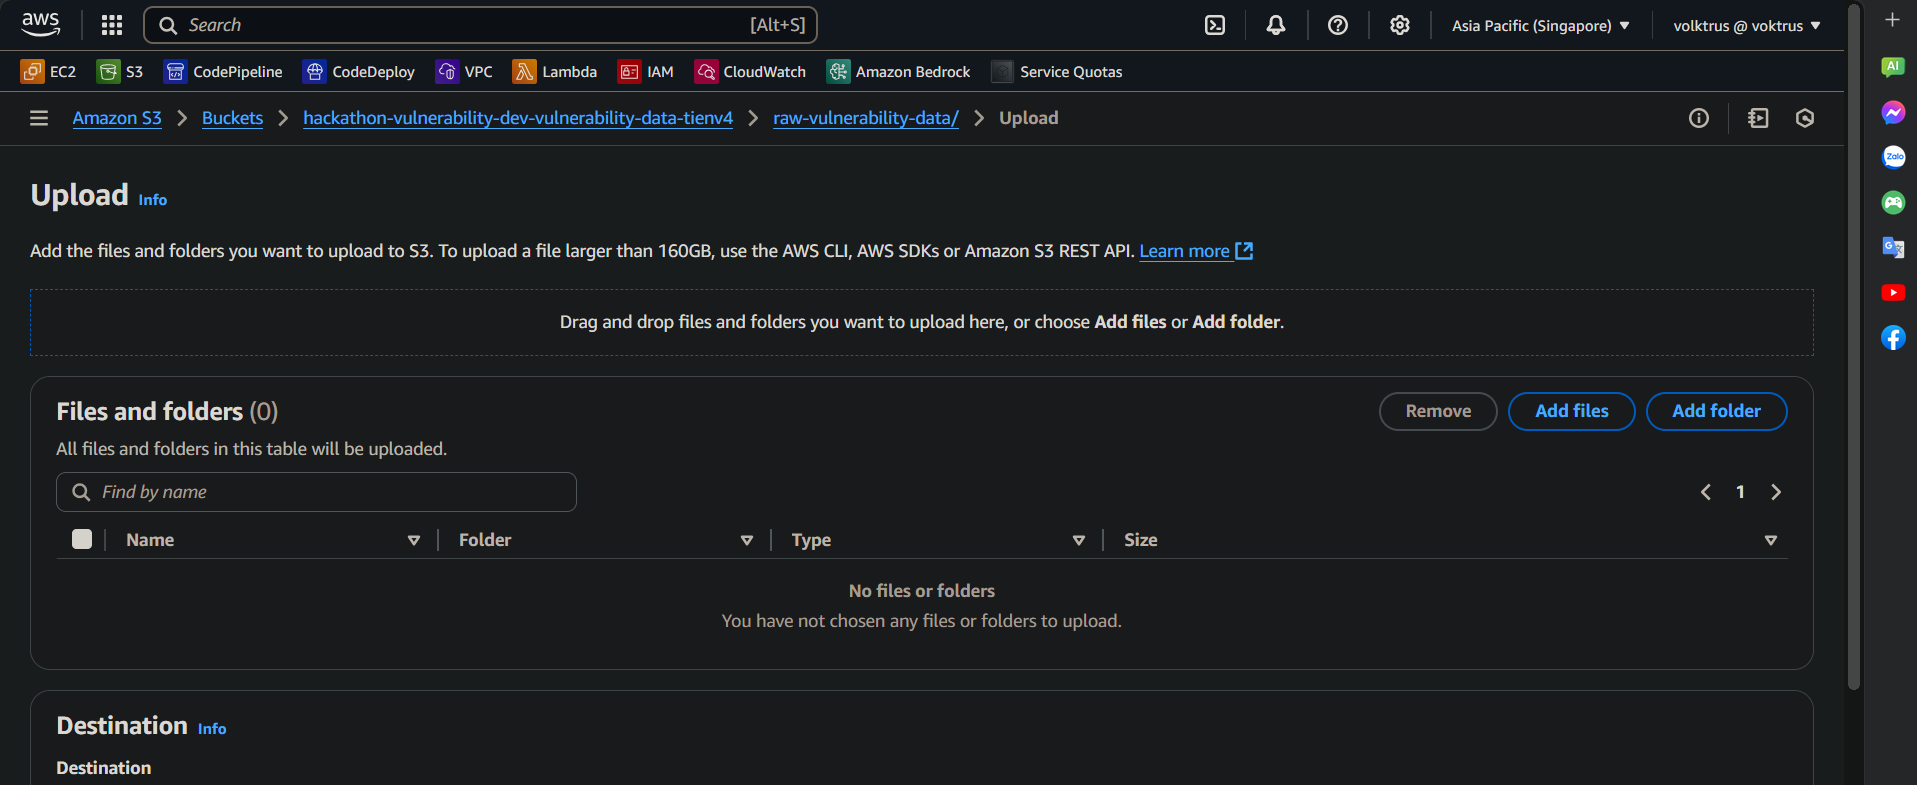 aws
Search [Alt+S]
Asia Pacific (Singapore)
volktrus @ voktrus
EC2 S3 CodePipeline CodeDeploy VPC Lambda IAM CloudWatch Amazon Bedrock Service Quotas
Amazon S3 > Buckets > hackathon-vulnerability-dev-vulnerability-data-tienv4 > raw-vulnerability-data/ > Upload
Upload Info
Add the files and folders you want to upload to S3. To upload a file larger than 160GB, use the AWS CLI, AWS SDKs or Amazon S3 REST API. Learn more
Drag and drop files and folders you want to upload here, or choose Add files or Add folder.
Files and folders (0)
Remove Add files Add folder
All files and folders in this table will be uploaded.
Find by name
1
Name Folder Type Size
No files or folders
You have not chosen any files or folders to upload.
Destination Info
Destination
AI
Zalo